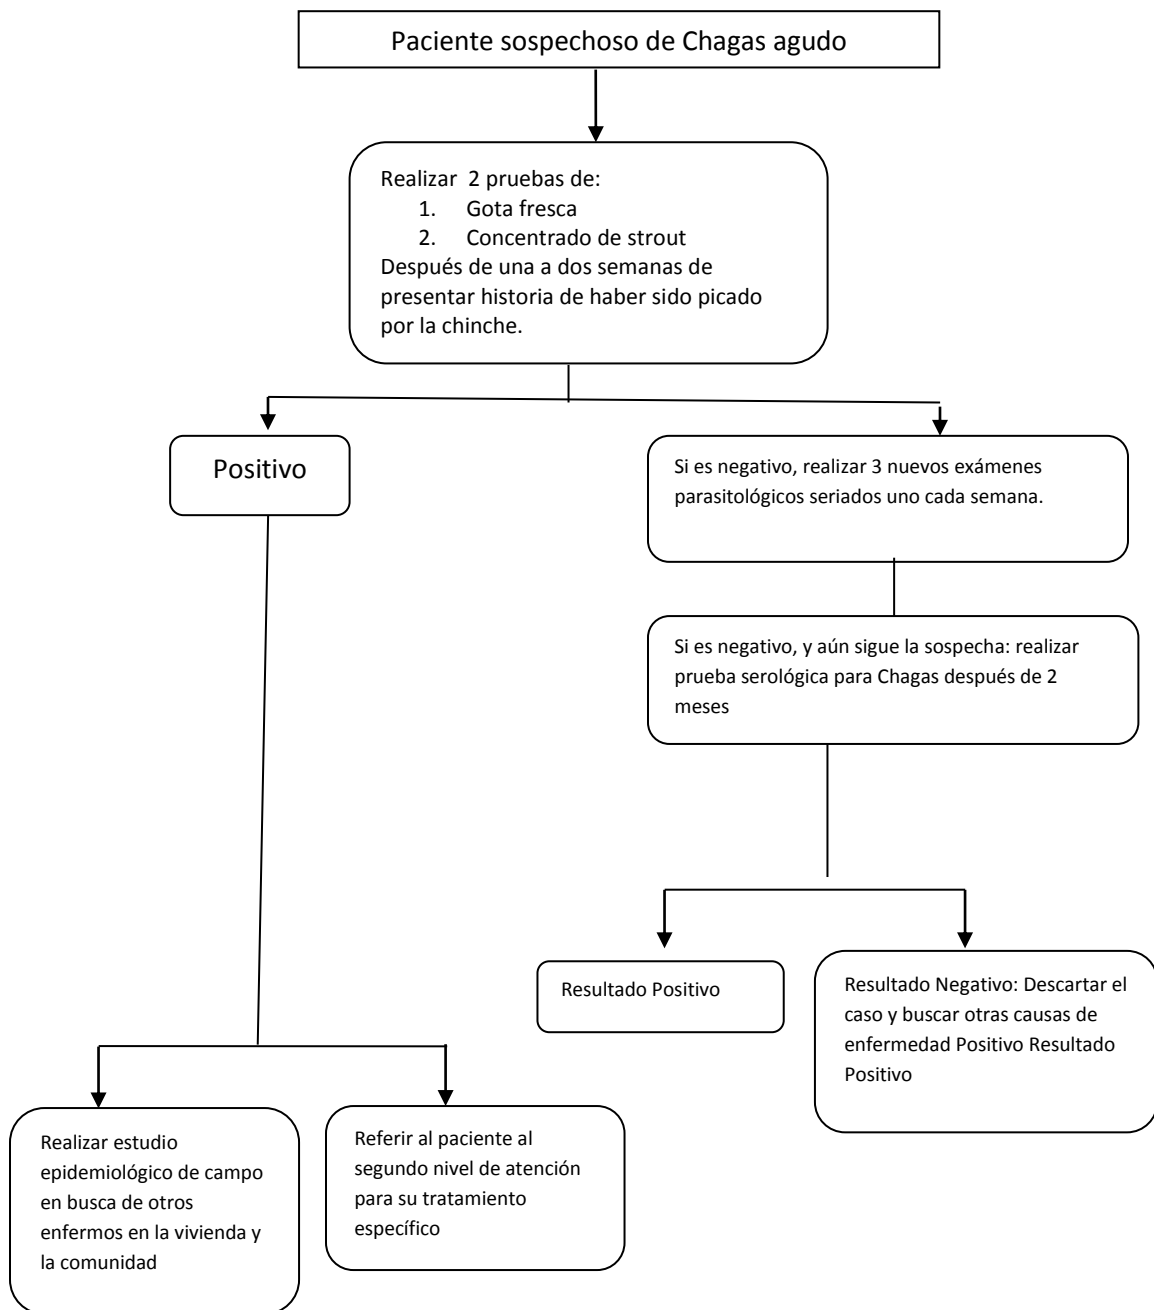 Paciente sospechoso de Chagas agudo
Realizar 2 pruebas de:
1. Gota fresca
2. Concentrado de strout
Después de una a dos semanas de
presentar historia de haber sido picado
por la chinche.
Positivo
Si es negativo, realizar 3 nuevos exámenes
parasitológicos seriados uno cada semana.
Si es negativo, y aún sigue la sospecha: realizar
prueba serológica para Chagas después de 2
meses
Resultado Positivo
Resultado Negativo: Descartar el
caso y buscar otras causas de
enfermedad Positivo Resultado
Positivo
Realizar estudio
epidemiológico de campo
en busca de otros
enfermos en la vivienda y
la comunidad
Referir al paciente al
segundo nivel de atención
para su tratamiento
específico